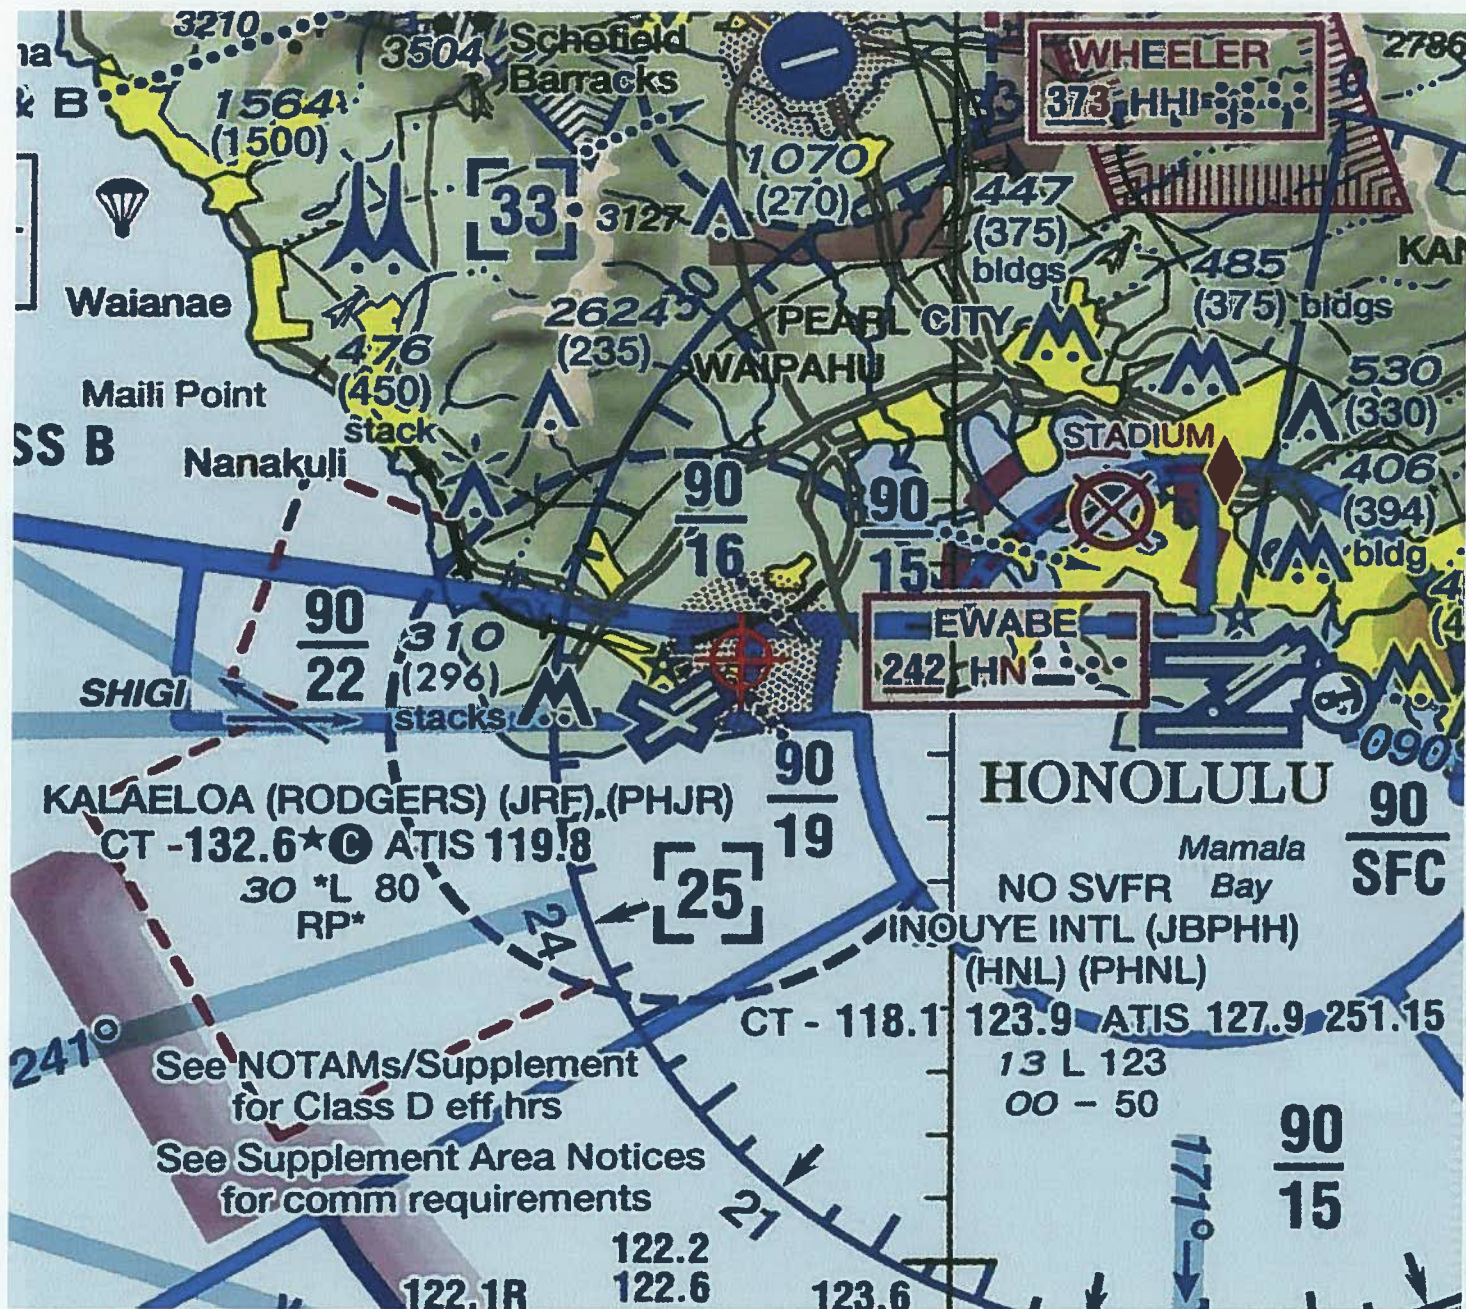 3210
3504
Schofield
Barracks
WHEELER
373 HHI
2786
& B
1564
(1500)
33
3127
1070
(270)
447
(375)
bldgs
485
(375) bldgs
30
Waianae
476
(450)
stack
2624
(235)
PEARL CITY
WAIPAHU
530
(330)
Maili Point
SS B
Nanakuli
STADIUM
406
(394)
bldg
90
16
90
15
90
22
310
(296)
stacks
EWABE
242 HN
SHIGI
090
KALAELOA (RODGERS) (JRF) (PHJR)
CT - 132.6 ★ C ATIS 119.8
30 *L 80
RP*
90
19
HONOLULU
90
SFC
25
Mamala
Bay
NO SVFR
INOUYE INTL (JBPHH)
(HNL) (PHNL)
CT - 118.1 123.9 ATIS 127.9 251.15
13 L 123
00 - 50
24
241°
See NOTAMs/Supplement
for Class D eff hrs
See Supplement Area Notices
for comm requirements
90
15
171°
21
122.2
122.6
122.1R
123.6